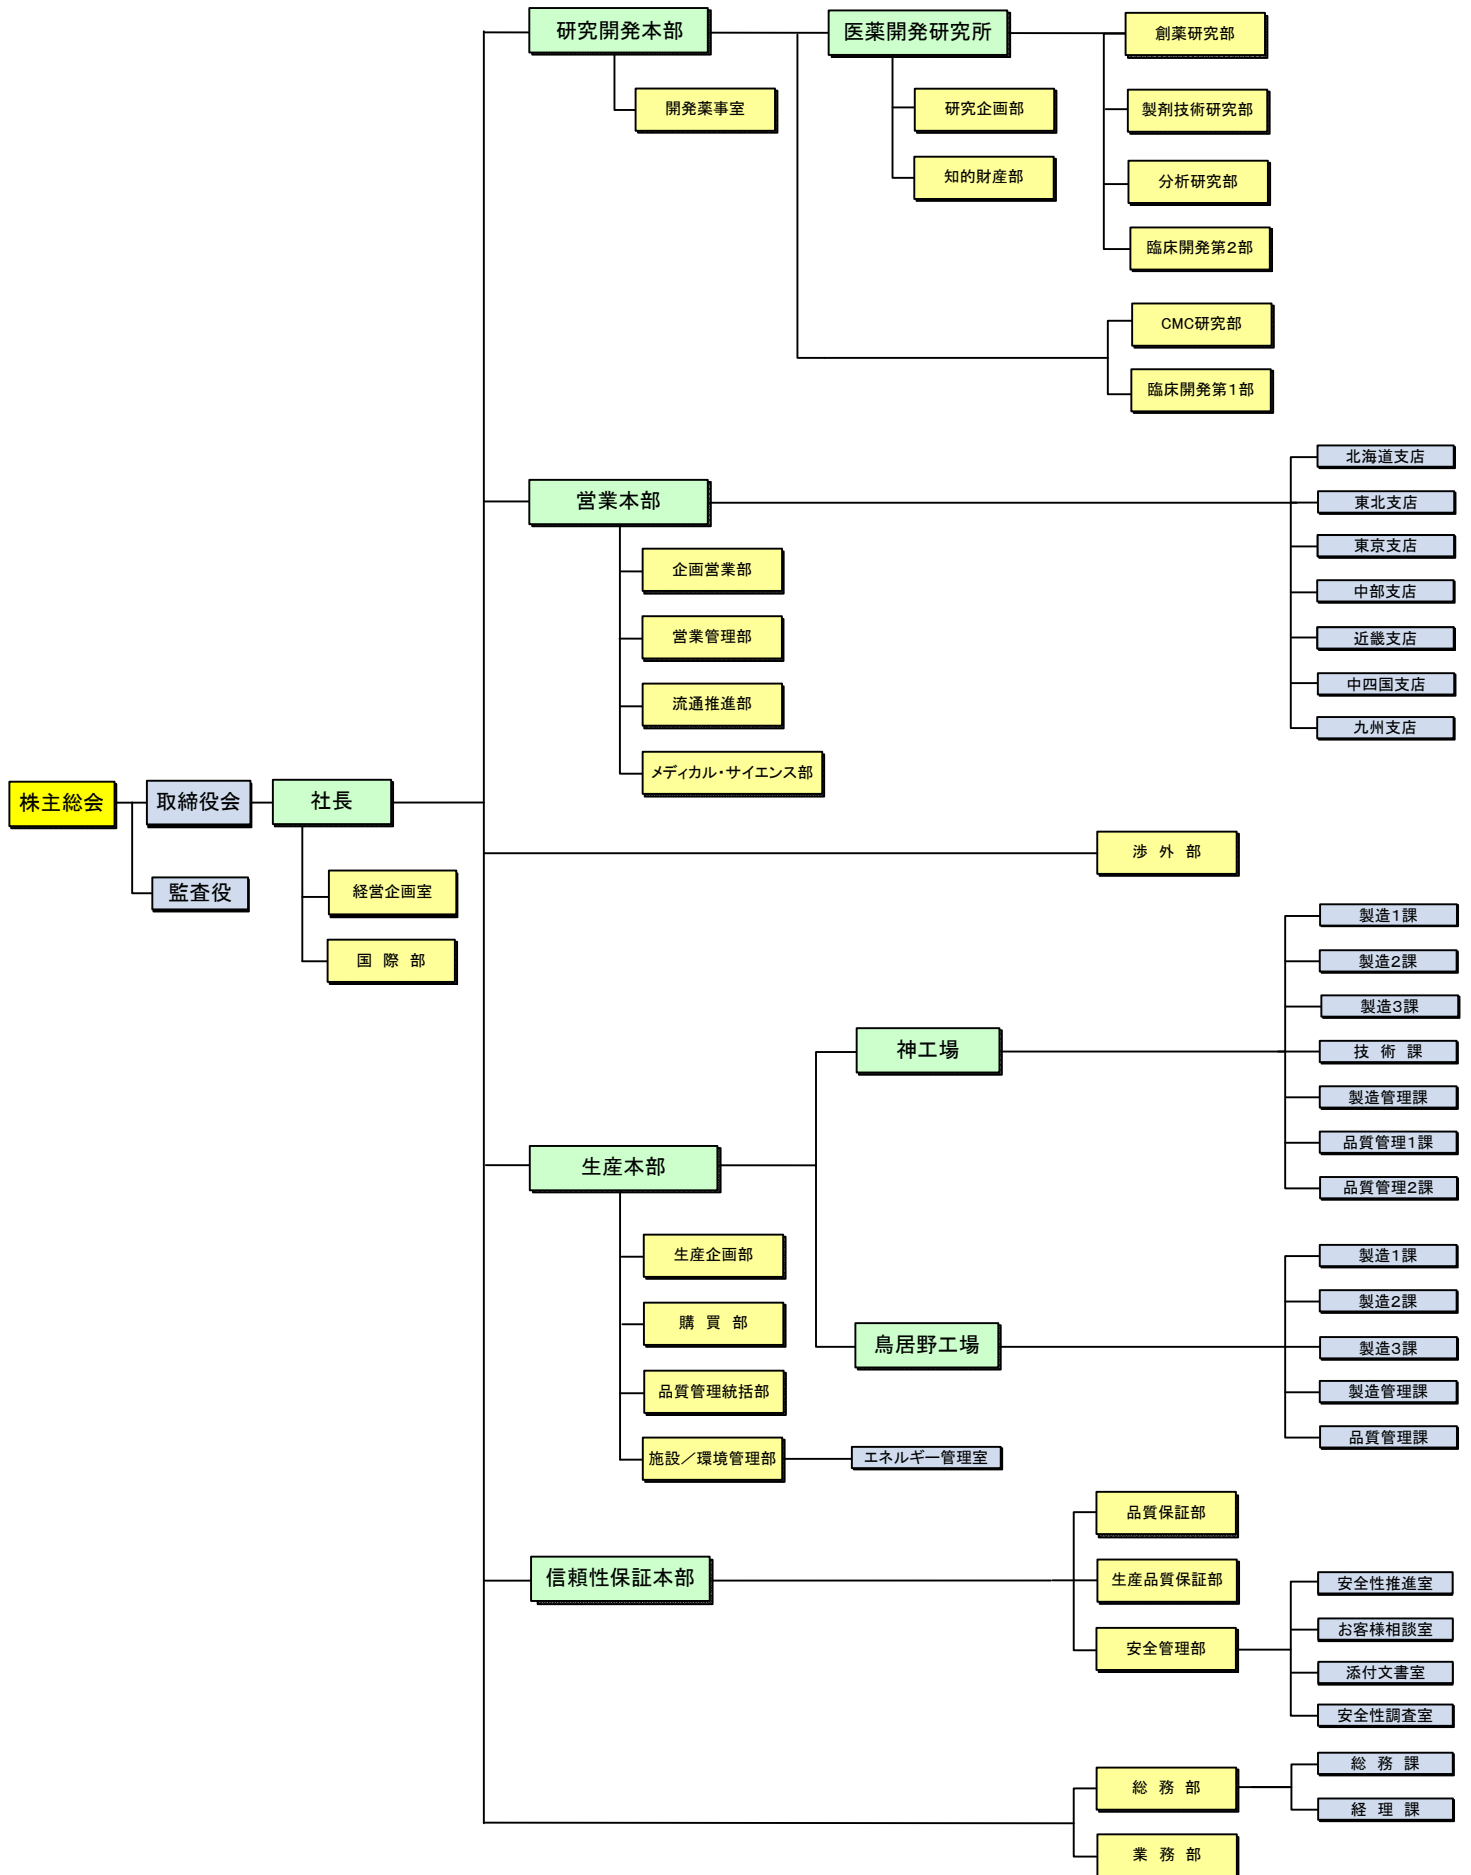 株主総会
取締役会
監査役
社長
経営企画室
国 際 部
研究開発本部
開発薬事室
医薬開発研究所
研究企画部
知的財産部
創薬研究部
製剤技術研究部
分析研究部
臨床開発第2部
CMC研究部
臨床開発第1部
営業本部
企画営業部
営業管理部
流通推進部
メディカル・サイエンス部
北海道支店
東北支店
東京支店
中部支店
近畿支店
中四国支店
九州支店
渉 外 部
生産本部
生産企画部
購 買 部
品質管理統括部
施設／環境管理部
エネルギー管理室
神工場
製造1課
製造2課
製造3課
技 術 課
製造管理課
品質管理1課
品質管理2課
鳥居野工場
製造1課
製造2課
製造3課
製造管理課
品質管理課
信頼性保証本部
品質保証部
生産品質保証部
安全管理部
安全性推進室
お客様相談室
添付文書室
安全性調査室
総 務 部
総 務 課
経 理 課
業 務 部